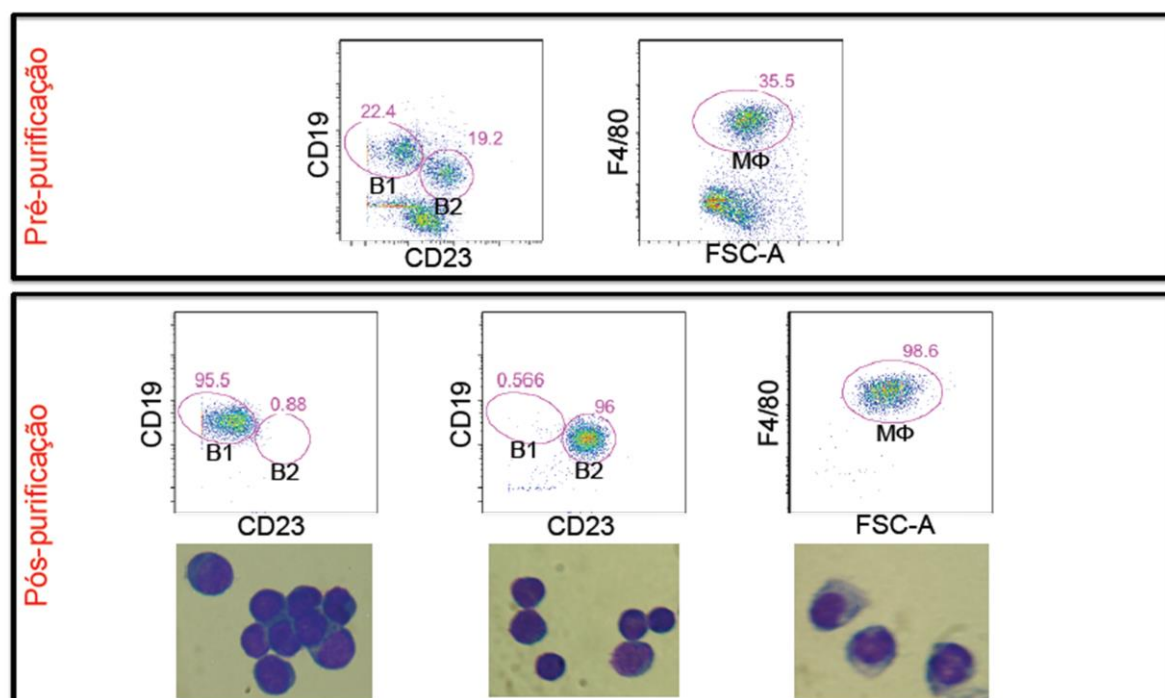 Pré-purificação
CD19
22.4
19.2
B1
B2
CD23
F4/80
35.5
MΦ
FSC-A
Pós-purificação
CD19
95.5
0.88
B1
B2
CD23
CD19
0.566
96
B1
B2
CD23
F4/80
98.6
MΦ
FSC-A